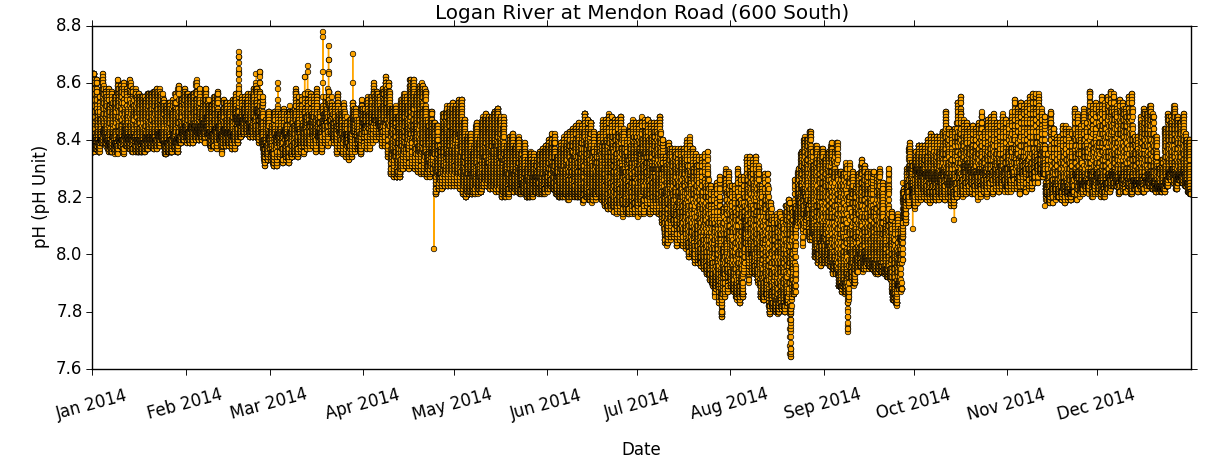 Logan River at Mendon Road (600 South)
8.8
8.6
8.4
8.2
8.0
7.8
7.6
pH (pH Unit)
Jan 2014 Feb 2014 Mar 2014 Apr 2014 May 2014 Jun 2014 Jul 2014 Aug 2014 Sep 2014 Oct 2014 Nov 2014 Dec 2014
Date